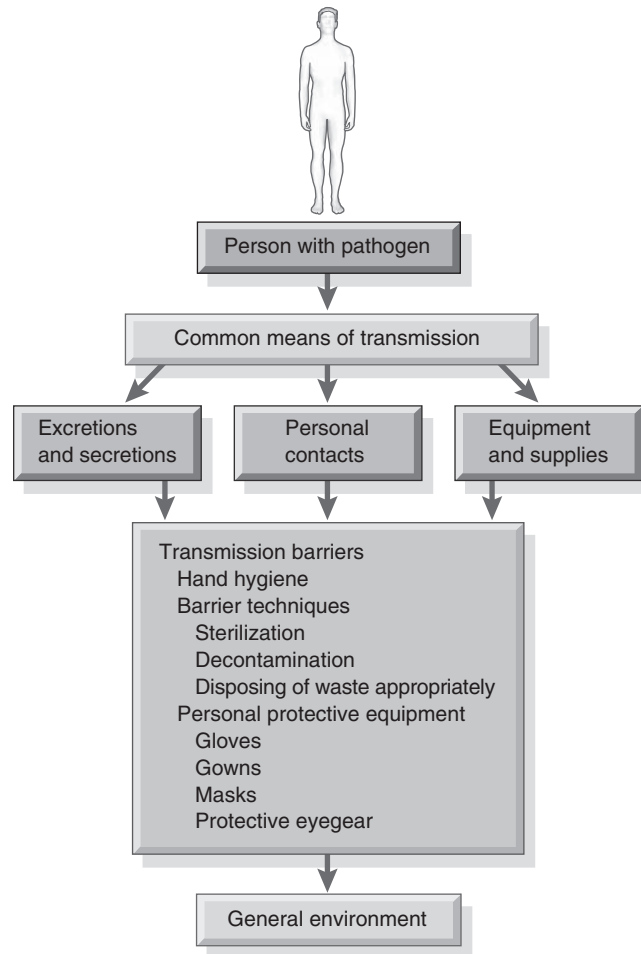 Person with pathogen
Common means of transmission
Excretions
and secretions
Personal
contacts
Equipment
and supplies
Transmission barriers
Hand hygiene
Barrier techniques
Sterilization
Decontamination
Disposing of waste appropriately
Personal protective equipment
Gloves
Gowns
Masks
Protective eyegear
General environment